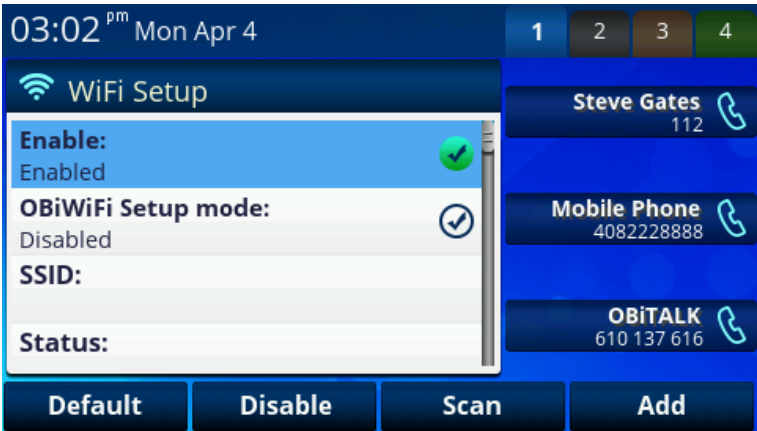 03:02 pm Mon Apr 4
1 2 3 4
WiFi Setup
Enable:
Enabled
OBiWiFi Setup mode:
Disabled
SSID:
Status:
Steve Gates
112
Mobile Phone
4082228888
OBiTALK
610 137 616
Default Disable Scan Add